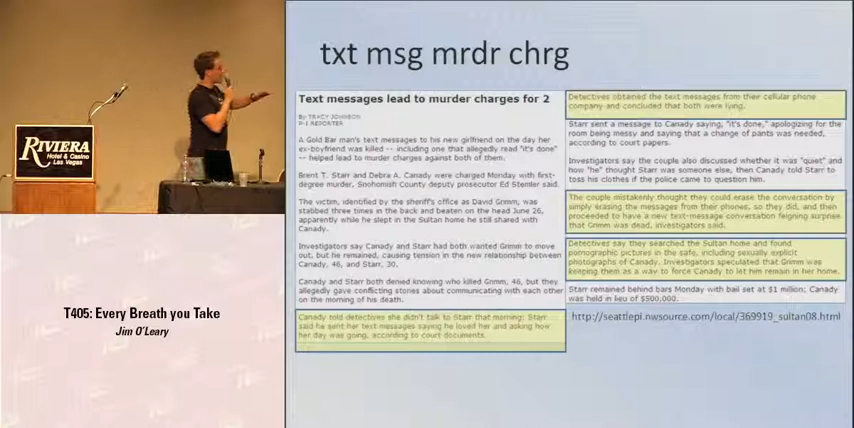 txt msg mrdr chrg
Text messages lead to murder charges for 2
By TRACY JOHNSON
P-I REPORTER
A Gold Bar man's text messages to his new girlfriend on the day her
ex-boyfriend was killed -- including one that allegedly read "it's done"
-- helped lead to murder charges against both of them.
Brent T. Starr and Debra A. Canady were charged Monday with first-
degree murder, Snohomish County deputy prosecutor Ed Stemler said.
The victim, identified by the sheriff's office as David Grimm, was
stabbed three times in the back and beaten on the head June 26,
apparently while he slept in the Sultan home he still shared with
Canady.
Investigators say Canady and Starr had both wanted Grimm to move
out, but he remained, causing tension in the new relationship between
Canady, 46, and Starr, 30.
Canady and Starr both denied knowing who killed Grimm, 46, but they
allegedly gave conflicting stories about communicating with each other
on the morning of his death.
Canady told detectives she didn't talk to Starr that morning; Starr
said he sent her text messages saying he loved her and asking how
her day was going, according to court documents.
Detectives obtained the text messages from their cellular phone
company and concluded that both were lying.
Starr sent a message to Canady saying, "it's done," apologizing for the
room being messy and saying that a change of pants was needed,
according to court papers.
Investigators say the couple also discussed whether it was "quiet" and
how "he" thought Starr was someone else, then Canady told Starr to
toss his clothes if the police came to question him.
The couple mistakenly thought they could erase the conversation by
simply erasing the messages from their phones, so they did, and then
proceeded to have a new text-message conversation feigning surprise
that Grimm was dead, investigators said.
Detectives say they searched the Sultan home and found
pornographic pictures in the safe, including sexually explicit
photographs of Canady. Investigators speculated that Grimm was
keeping them as a way to force Canady to let him remain in her home.
Starr remained behind bars Monday with bail set at $1 million; Canady
was held in lieu of $500,000.
http://seattlepi.nwsource.com/local/369919_sultan08.html
RIVIERA
Hotel & Casino
Las Vegas
T405: Every Breath you Take
Jim O'Leary